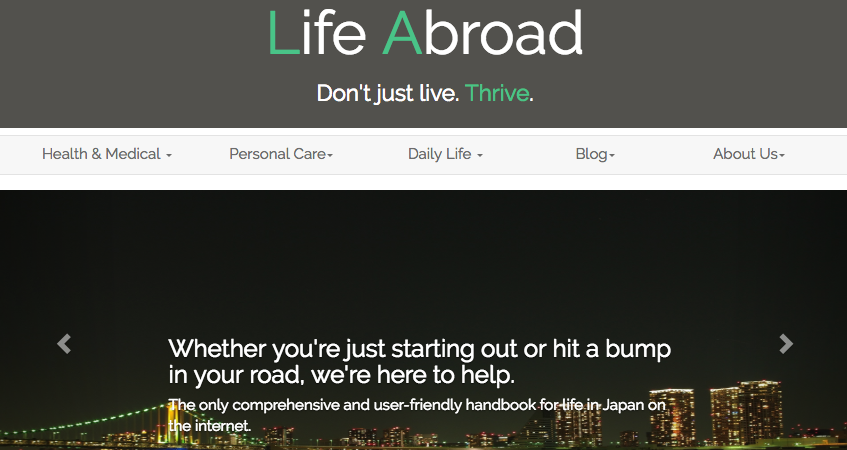 Life Abroad
Don't just live. Thrive.
Health & Medical Personal Care Daily Life Blog About Us
Whether you're just starting out or hit a bump
in your road, we're here to help.
The only comprehensive and user-friendly handbook for life in Japan on
the internet.